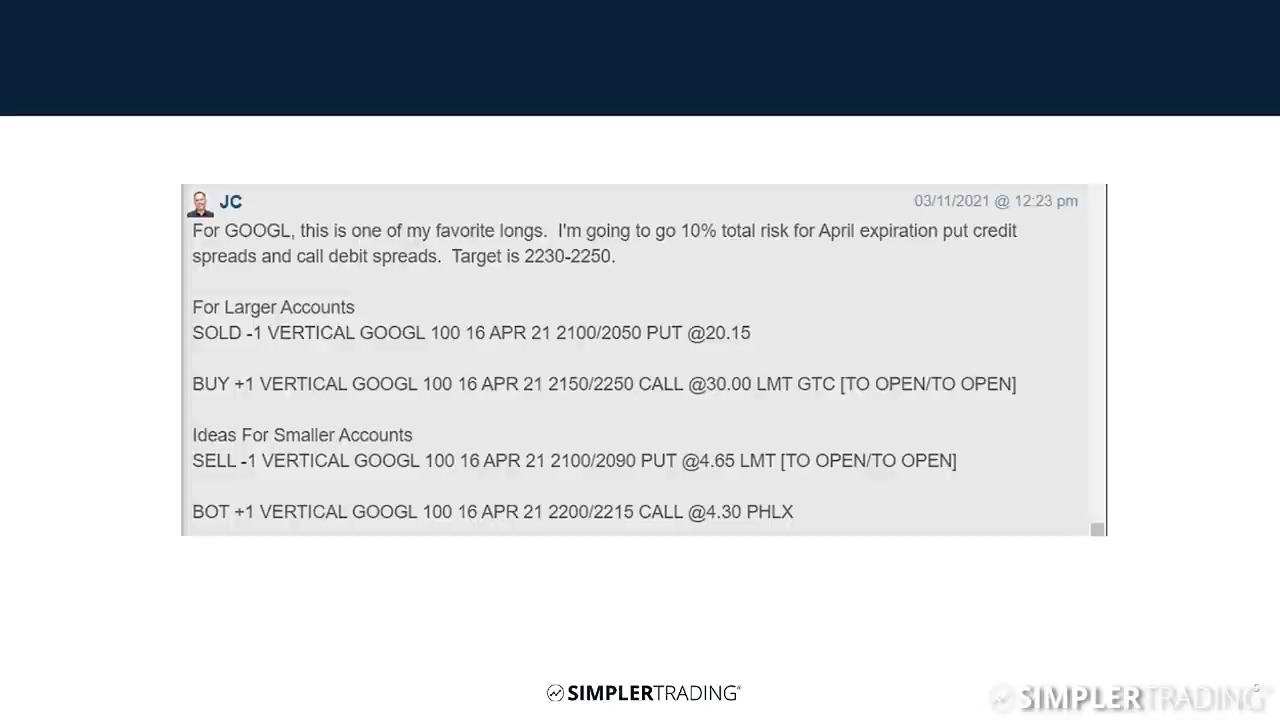 JC
03/11/2021 @ 12:23 pm
For GOOGL, this is one of my favorite longs.  I'm going to go 10% total risk for April expiration put credit
spreads and call debit spreads.  Target is 2230-2250.
For Larger Accounts
SOLD -1 VERTICAL GOOGL 100 16 APR 21 2100/2050 PUT @20.15
BUY +1 VERTICAL GOOGL 100 16 APR 21 2150/2250 CALL @30.00 LMT GTC [TO OPEN/TO OPEN]
Ideas For Smaller Accounts
SELL -1 VERTICAL GOOGL 100 16 APR 21 2100/2090 PUT @4.65 LMT [TO OPEN/TO OPEN]
BOT +1 VERTICAL GOOGL 100 16 APR 21 2200/2215 CALL @4.30 PHLX
SIMPLERTRADING®
SIMPLERTRADING